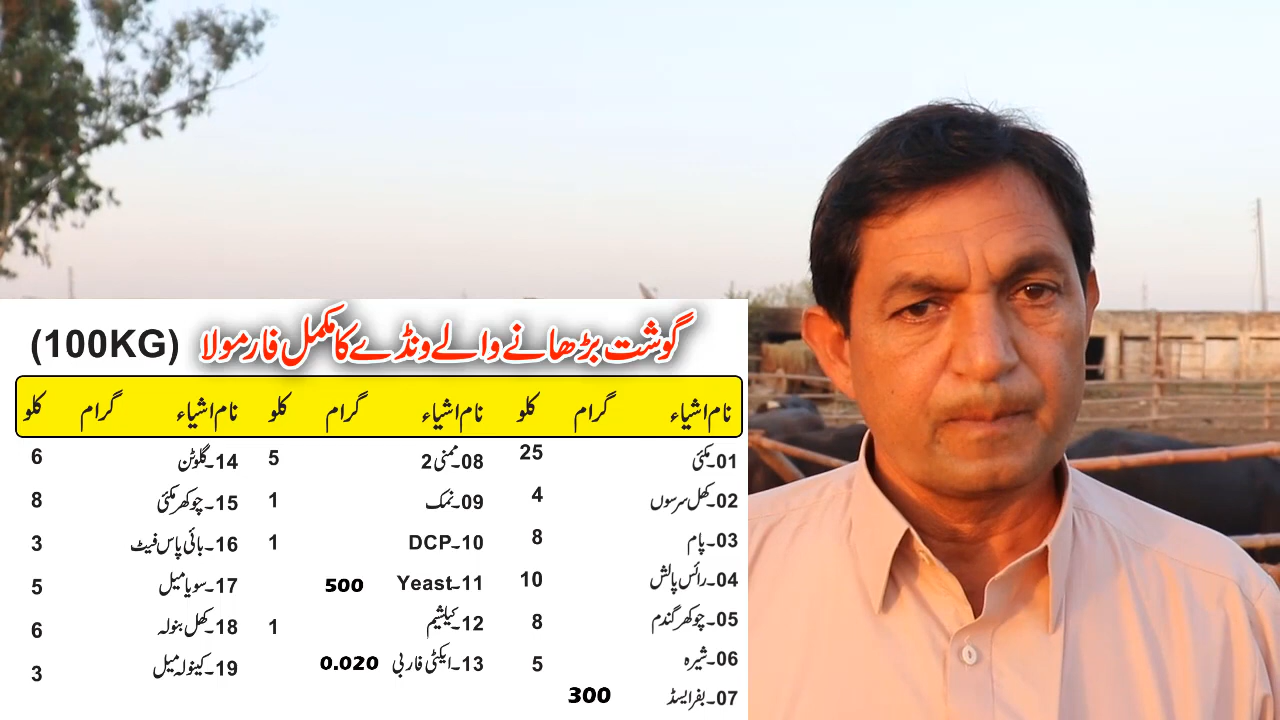 گوشت بڑھانے والے ونڈے کا مکمل فارمولا (100KG)
نام اشیاء گرام کلو نام اشیاء گرام کلو نام اشیاء گرام کلو
01۔مکئی 25
02۔کھل سرسوں 4
03۔پام 8
04۔رائس پالش 10
05۔چوکھر گندم 8
06۔شیرہ 5
07۔بفرایسڈ 300
08۔ممنی 2 5
09۔نمک 1
10۔DCP 1
11۔Yeast 500
12۔کیلشیم 1
13۔ایکٹی فاربی 0.020
14۔گلوٹن 6
15۔چوکھر مکئی 8
16۔بائی پاس فیٹ 3
17۔سویا میل 5
18۔کھل بنولہ 6
19۔کینولہ میل 3